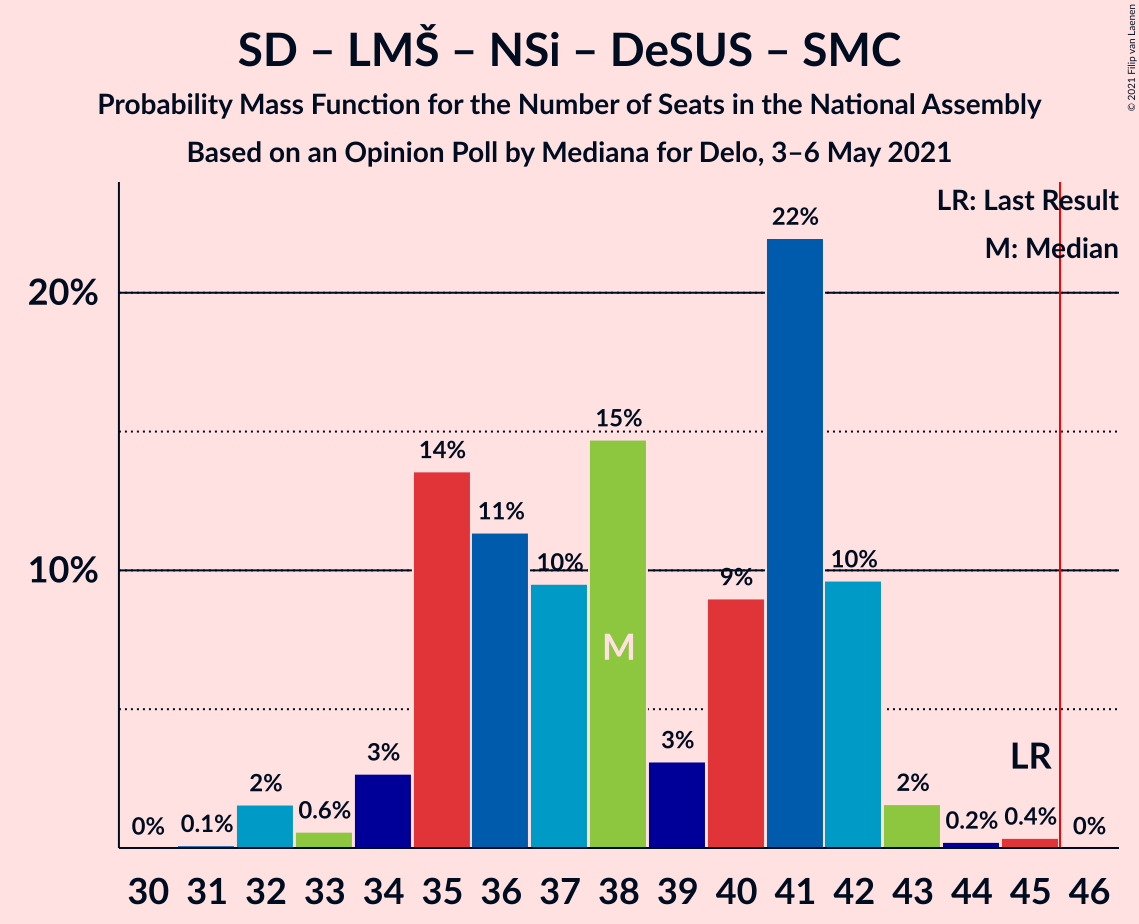 SD – LMŠ – NSi – DeSUS – SMC
Probability Mass Function for the Number of Seats in the National Assembly
Based on an Opinion Poll by Mediana for Delo, 3–6 May 2021
© 2021 Filip van Laenen
LR: Last Result
M: Median
20%
10%
0%
0.1%
2%
0.6%
3%
14%
11%
10%
15%
M
3%
9%
22%
10%
2%
0.2%
LR
0.4%
0%
30 31 32 33 34 35 36 37 38 39 40 41 42 43 44 45 46